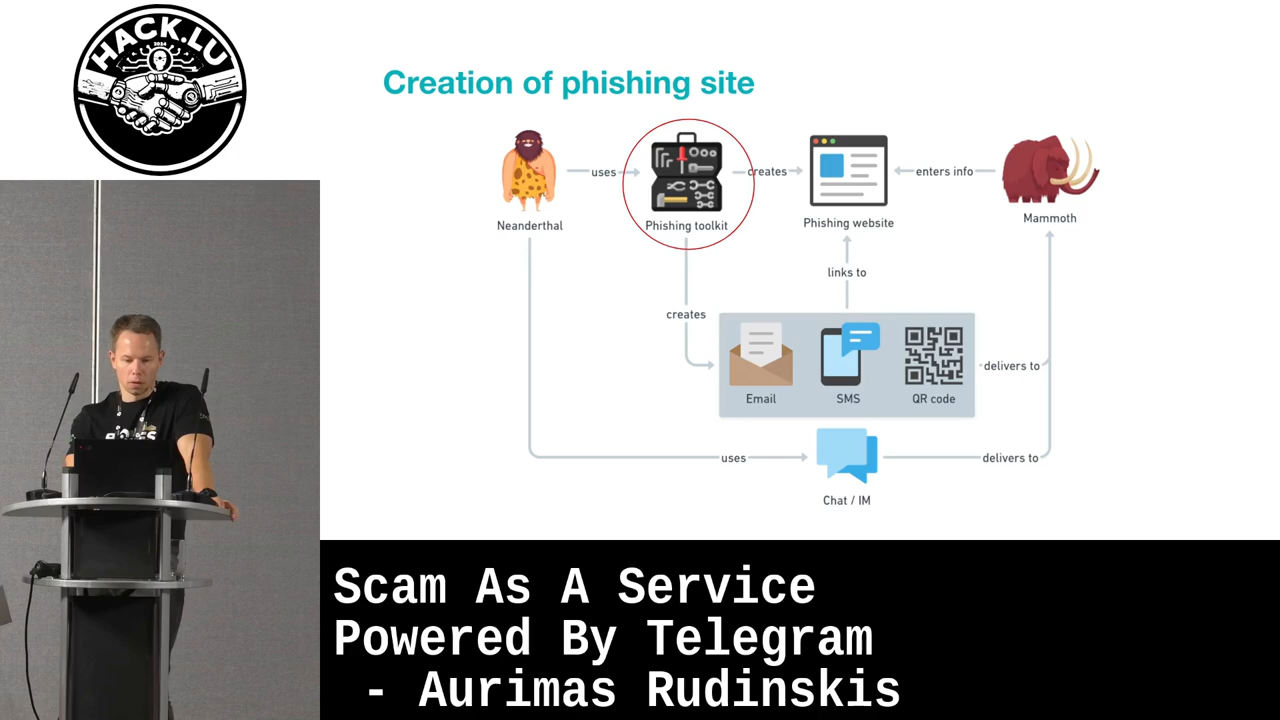 HACK.LU
2024
Creation of phishing site
uses
creates
enters info
Neanderthal
Phishing toolkit
Phishing website
Mammoth
links to
creates
delivers to
Email
SMS
QR code
uses
delivers to
Chat / IM
Scam As A Service
Powered By Telegram
- Aurimas Rudinskis